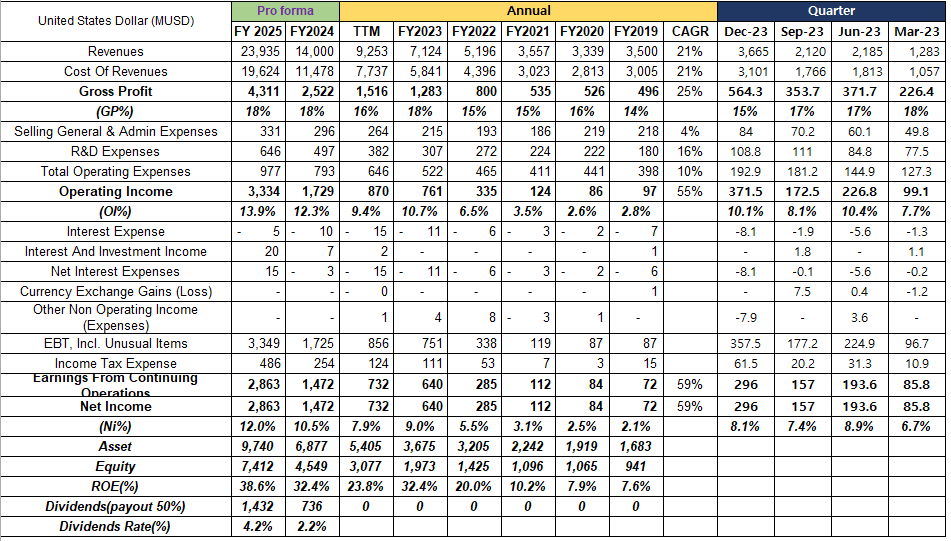 United States Dollar (MUSD) Pro forma Annual Quarter
FY 2025 FY2024 TTM FY2023 FY2022 FY2021 FY2020 FY2019 CAGR Dec-23 Sep-23 Jun-23 Mar-23
Revenues 23,935 14,000 9,253 7,124 5,196 3,557 3,339 3,500 21% 3,665 2,120 2,185 1,283
Cost Of Revenues 19,624 11,478 7,737 5,841 4,396 3,023 2,813 3,005 21% 3,101 1,766 1,813 1,057
Gross Profit 4,311 2,522 1,516 1,283 800 535 526 496 25% 564.3 353.7 371.7 226.4
(GP%) 18% 18% 16% 18% 15% 15% 16% 14% 15% 17% 17% 18%
Selling General & Admin Expenses 331 296 264 215 193 186 219 218 4% 84 70.2 60.1 49.8
R&D Expenses 646 497 382 307 272 224 222 180 16% 108.8 111 84.8 77.5
Total Operating Expenses 977 793 646 522 465 411 441 398 10% 192.9 181.2 144.9 127.3
Operating Income 3,334 1,729 870 761 335 124 86 97 55% 371.5 172.5 226.8 99.1
(OI%) 13.9% 12.3% 9.4% 10.7% 6.5% 3.5% 2.6% 2.8% 10.1% 8.1% 10.4% 7.7%
Interest Expense - 5 - 10 - 15 - 11 - 6 - 3 - 2 - 7 -8.1 -1.9 -5.6 -1.3
Interest And Investment Income 20 7 2 - - - - 1 - 1.8 - 1.1
Net Interest Expenses 15 - 3 - 15 - 11 - 6 - 3 - 2 - 6 -8.1 -0.1 -5.6 -0.2
Currency Exchange Gains (Loss) - - - 0 - - - - 1 - 7.5 0.4 -1.2
Other Non Operating Income
(Expenses) - - 1 4 8 - 3 1 - -7.9 - 3.6 -
EBT, Incl. Unusual Items 3,349 1,725 856 751 338 119 87 87 357.5 177.2 224.9 96.7
Income Tax Expense 486 254 124 111 53 7 3 15 61.5 20.2 31.3 10.9
Earnings From Continuing
Operations 2,863 1,472 732 640 285 112 84 72 59% 296 157 193.6 85.8
Net Income 2,863 1,472 732 640 285 112 84 72 59% 296 157 193.6 85.8
(Ni%) 12.0% 10.5% 7.9% 9.0% 5.5% 3.1% 2.5% 2.1% 8.1% 7.4% 8.9% 6.7%
Asset 9,740 6,877 5,405 3,675 3,205 2,242 1,919 1,683
Equity 7,412 4,549 3,077 1,973 1,425 1,096 1,065 941
ROE(%) 38.6% 32.4% 23.8% 32.4% 20.0% 10.2% 7.9% 7.6%
Dividends(payout 50%) 1,432 736 0 0 0 0 0 0
Dividends Rate(%) 4.2% 2.2%